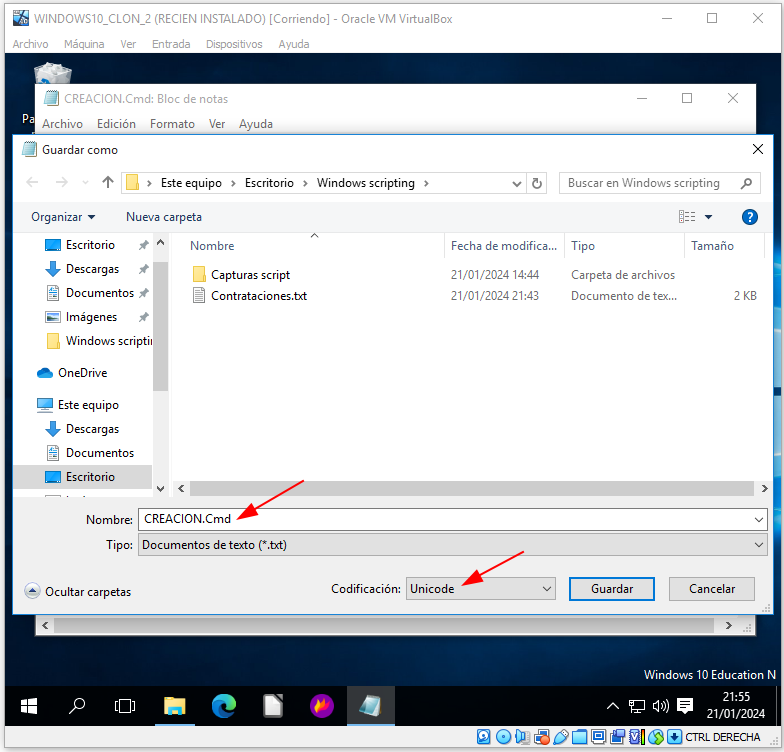 WINDOWS10_CLON_2 (RECIEN INSTALADO) [Corriendo] - Oracle VM VirtualBox
Archivo Máquina Ver Entrada Dispositivos Ayuda
Pa
CREACION.Cmd: Bloc de notas
Archivo Edición Formato Ver Ayuda
Guardar como
Este equipo > Escritorio > Windows scripting >
Buscar en Windows scripting
Organizar Nueva carpeta
Escritorio
Descargas
Documentos
Imágenes
Windows scriptin
OneDrive
Este equipo
Descargas
Documentos
Escritorio
Nombre Fecha de modifica... Tipo Tamaño
Capturas script 21/01/2024 14:44 Carpeta de archivos
Contrataciones.txt 21/01/2024 21:43 Documento de tex... 2 KB
Nombre: CREACION.Cmd
Tipo: Documentos de texto (*.txt)
Ocultar carpetas
Codificación: Unicode
Guardar
Cancelar
Windows 10 Education N
21:55
21/01/2024
CTRL DERECHA